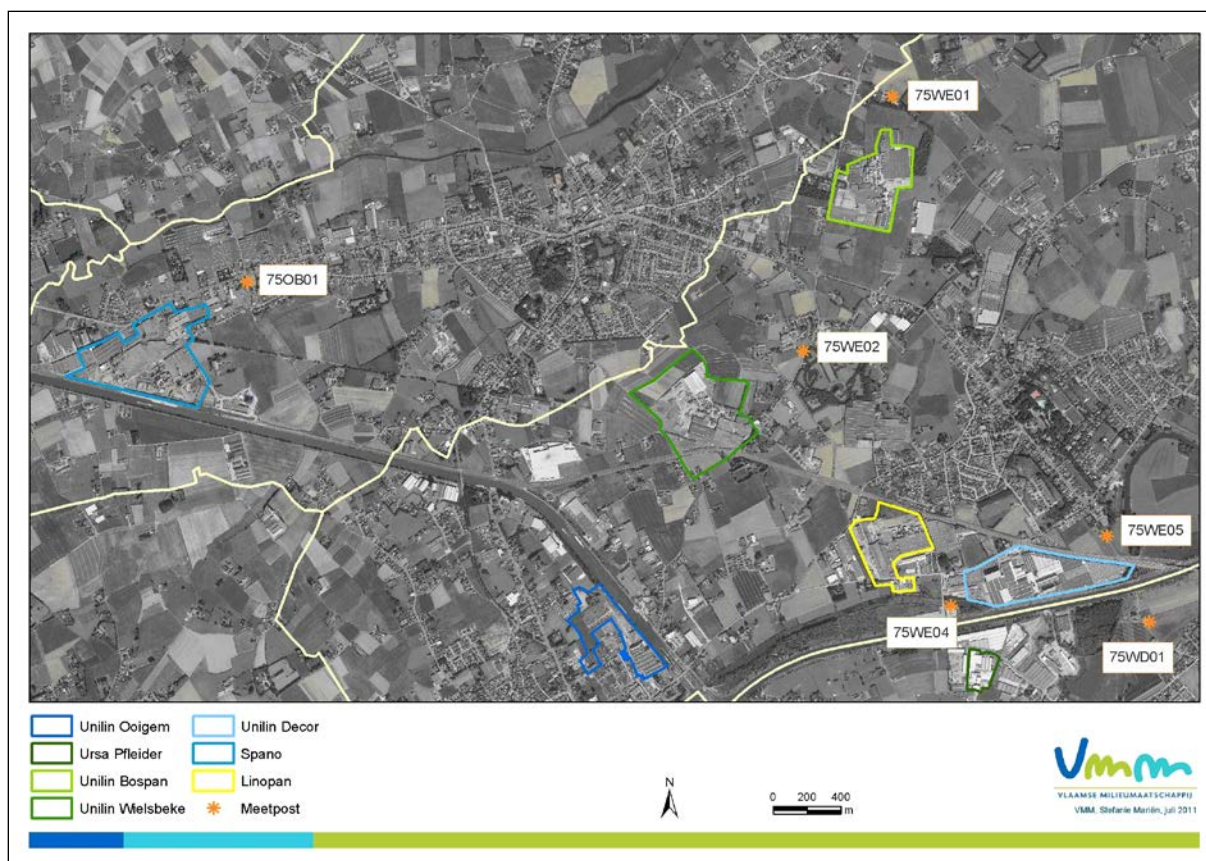 75WE01
75OB01
75WE02
75WE05
75WE04
75WD01
Unilin Ooigem
Ursa Pfleider
Unilin Bospan
Unilin Wielsbeke
Unilin Decor
Spano
Linopan
Meetpost
N
0 200 400
m
Vmm
VLAAMSE MILIEUMAATSCHAPPIJ
VMM, Stefanie Mariën, juli 2011